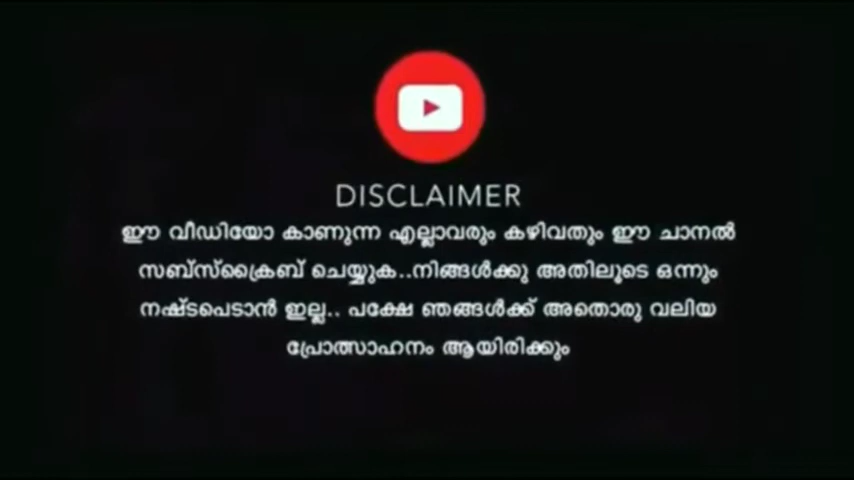 DISCLAIMER
ഈ വീഡിയോ കാണുന്ന എല്ലാവരും കഴിവതും ഈ ചാനൽ
സബ്സ്ക്രൈബ് ചെയ്യുക..നിങ്ങൾക്കു അതിലൂടെ ഒന്നും
നഷ്ടപെടാൻ ഇല്ല.. പക്ഷേ ഞങ്ങൾക്ക് അതൊരു വലിയ
പ്രോത്സാഹനം ആയിരിക്കും